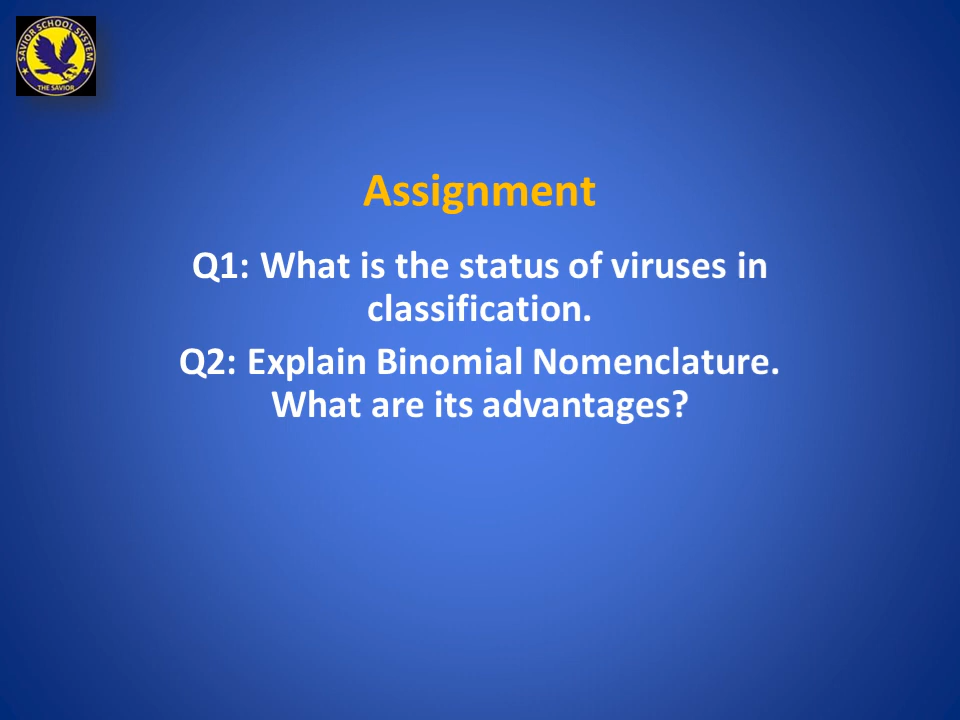 SAVIOR SCHOOL SYSTEM
THE SAVIOR
Assignment
Q1: What is the status of viruses in
classification.
Q2: Explain Binomial Nomenclature.
What are its advantages?